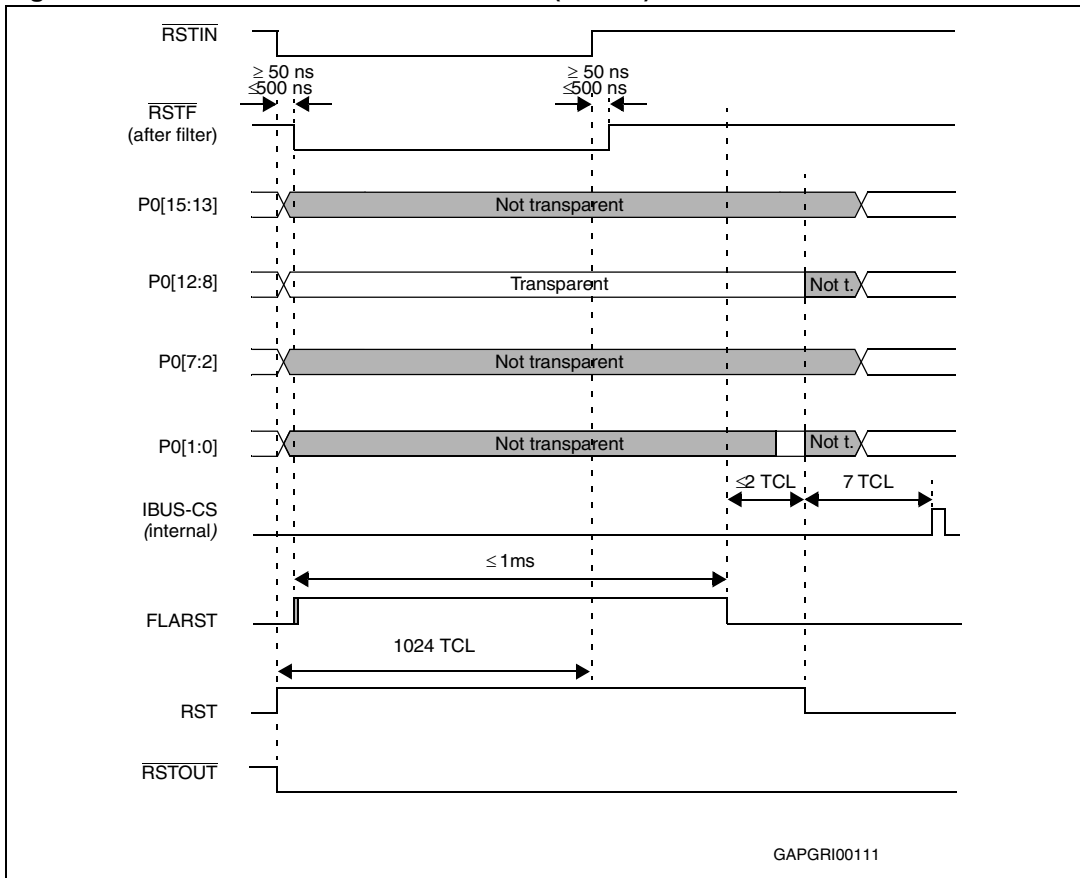 RSTIN
≥ 50 ns ≥ 50 ns
≤500 ns ≤500 ns
RSTF
(after filter)
P0[15:13] Not transparent
P0[12:8] Transparent Not t.
P0[7:2] Not transparent
P0[1:0] Not transparent Not t.
≤2 TCL 7 TCL
IBUS-CS
(internal)
≤ 1ms
FLARST
1024 TCL
RST
RSTOUT
GAPGRI00111